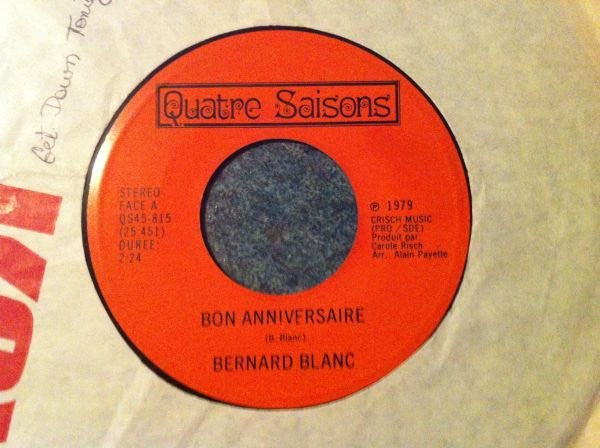 Get Down Tonight
Quatre Saisons
STEREO
FACE A
QS45-815
(25 451)
DUREE:
2:24
℗ 1979
CRISCH MUSIC
(PRO / SDE)
Produit par
Carole Risch
Arr. Alain Payette
BON ANNIVERSAIRE
(B. Blanc)
BERNARD BLANC